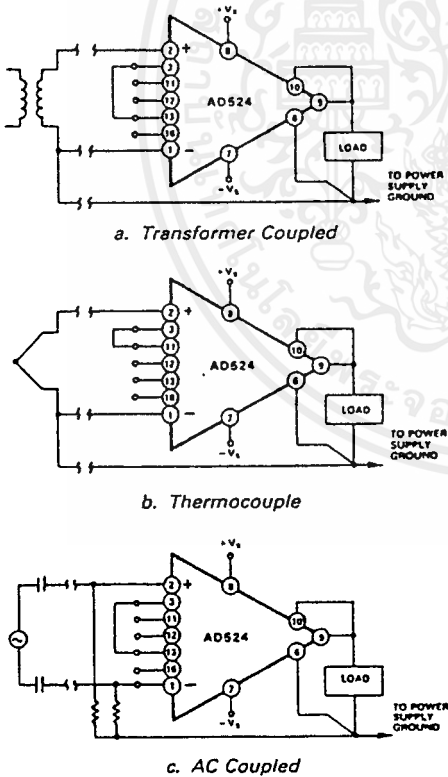 +Vs
8
2 +
3
11
12
13
16
1 −
AD524
10
9
6
7
−Vs
LOAD
TO POWER
SUPPLY
GROUND
a. Transformer Coupled
+Vs
8
2 +
3
11
12
13
16
1 −
AD524
10
9
6
7
−Vs
LOAD
TO POWER
SUPPLY
GROUND
b. Thermocouple
+Vs
8
2 +
3
11
12
13
16
1 −
AD524
10
9
6
7
−Vs
LOAD
TO POWER
SUPPLY
GROUND
c. AC Coupled